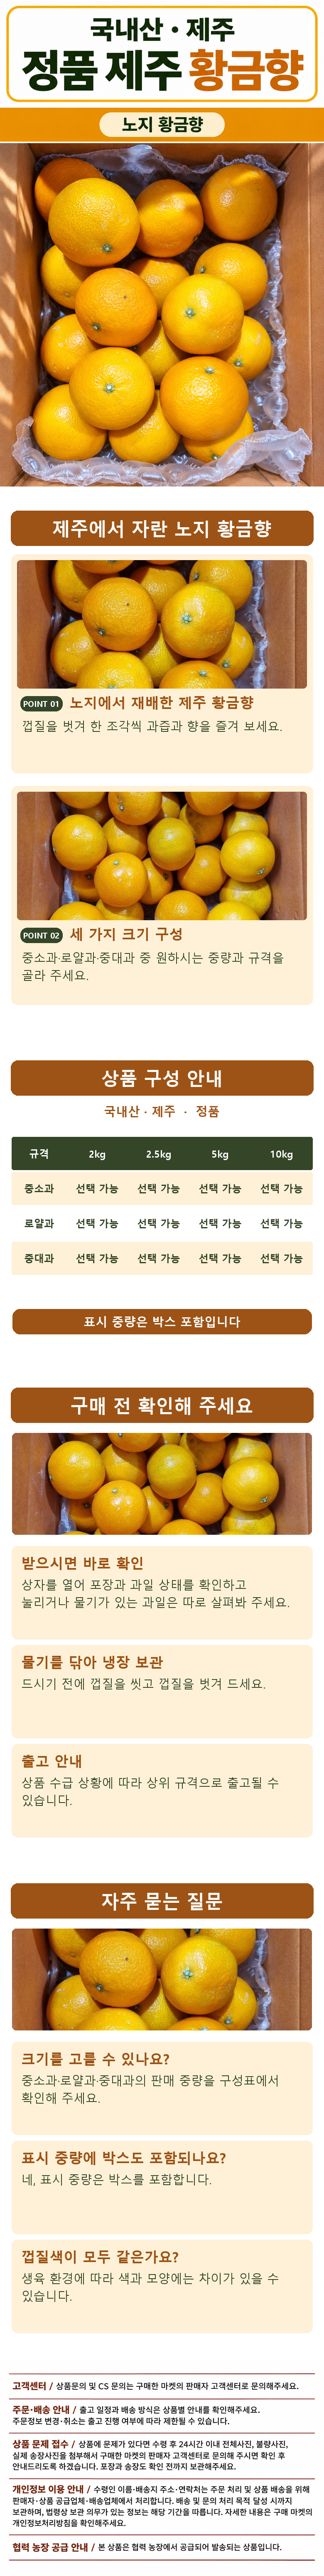 국내산 · 제주
정품 제주 황금향
노지 황금향
제주에서 자란 노지 황금향
POINT 01 노지에서 재배한 제주 황금향
껍질을 벗겨 한 조각씩 과즙과 향을 즐겨 보세요.
POINT 02 세 가지 크기 구성
중소과·로얄과·중대과 중 원하시는 중량과 규격을
골라 주세요.
상품 구성 안내
국내산 · 제주 · 정품
규격 2kg 2.5kg 5kg 10kg
중소과 선택 가능 선택 가능 선택 가능 선택 가능
로얄과 선택 가능 선택 가능 선택 가능 선택 가능
중대과 선택 가능 선택 가능 선택 가능 선택 가능
표시 중량은 박스 포함입니다
구매 전 확인해 주세요
받으시면 바로 확인
상자를 열어 포장과 과일 상태를 확인하고
눌리거나 물기가 있는 과일은 따로 살펴봐 주세요.
물기를 닦아 냉장 보관
드시기 전에 껍질을 씻고 껍질을 벗겨 드세요.
출고 안내
상품 수급 상황에 따라 상위 규격으로 출고될 수
있습니다.
자주 묻는 질문
크기를 고를 수 있나요?
중소과·로얄과·중대과의 판매 중량을 구성표에서
확인해 주세요.
표시 중량에 박스도 포함되나요?
네, 표시 중량은 박스를 포함합니다.
껍질색이 모두 같은가요?
생육 환경에 따라 색과 모양에는 차이가 있을 수
있습니다.
고객센터 / 상품문의 및 CS 문의는 구매한 마켓의 판매자 고객센터로 문의해주세요.
주문·배송 안내 / 출고 일정과 배송 방식은 상품별 안내를 확인해주세요.
주문정보 변경·취소는 출고 진행 여부에 따라 제한될 수 있습니다.
상품 문제 접수 / 상품에 문제가 있다면 수령 후 24시간 이내 전체사진, 불량사진,
실제 송장사진을 첨부해서 구매한 마켓의 판매자 고객센터로 문의해 주시면 확인 후
안내드리도록 하겠습니다. 포장과 송장도 확인 전까지 보관해주세요.
개인정보 이용 안내 / 수령인 이름·배송지 주소·연락처는 주문 처리 및 상품 배송을 위해
판매자·상품 공급업체·배송업체에서 처리합니다. 배송 및 문의 처리 목적 달성 시까지
보관하며, 법령상 보관 의무가 있는 정보는 해당 기간을 따릅니다. 자세한 내용은 구매 마켓의
개인정보처리방침을 확인해주세요.
협력 농장 공급 안내 / 본 상품은 협력 농장에서 공급되어 발송되는 상품입니다.